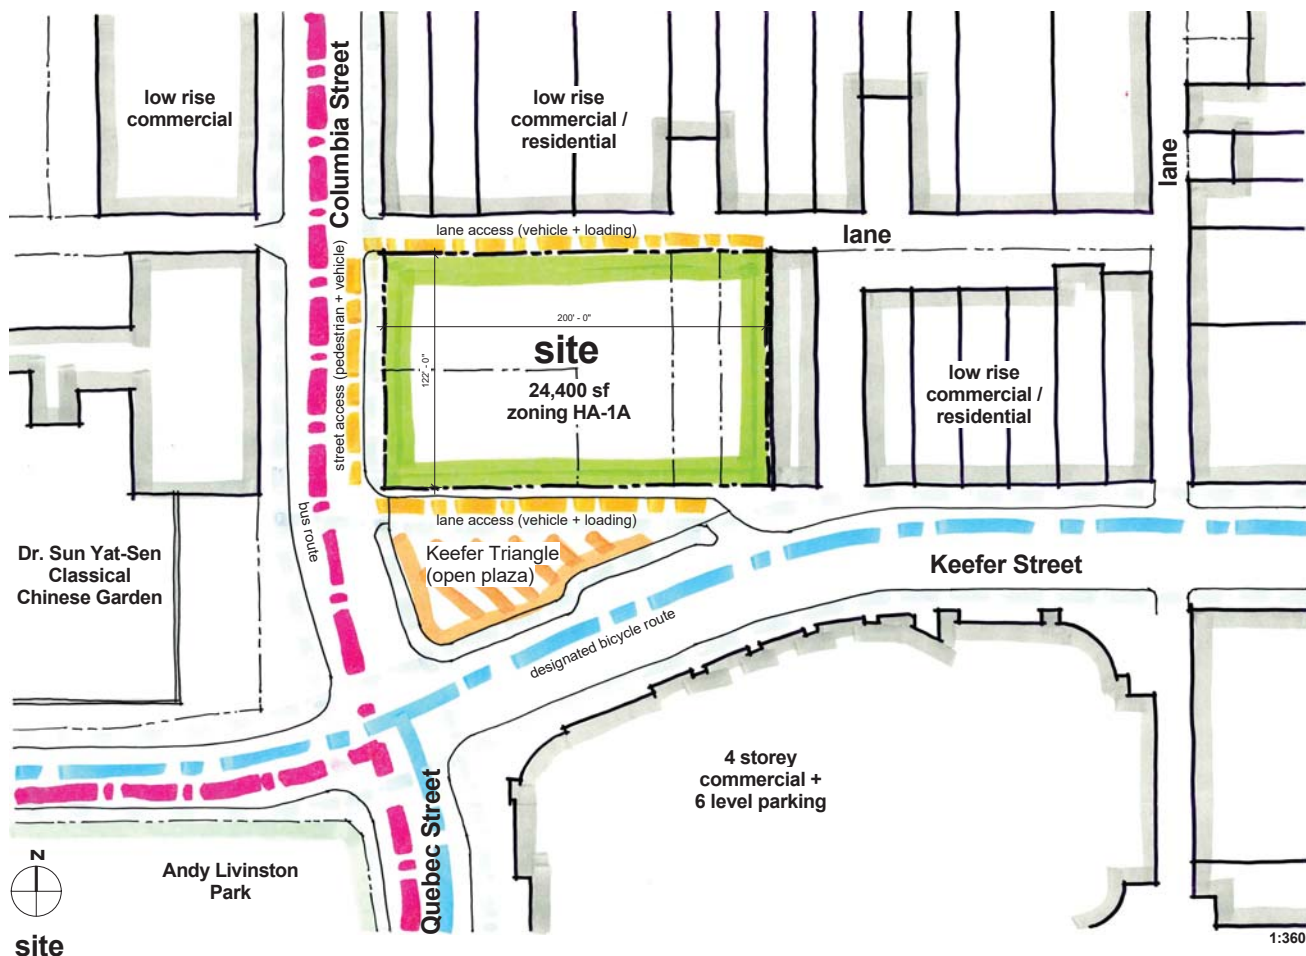 low rise
commercial
Columbia Street
low rise
commercial /
residential
lane
lane access (vehicle + loading)
lane
street access (pedestrian + vehicle)
200' - 0"
122' - 0"
site
24,400 sf
zoning HA-1A
low rise
commercial /
residential
bus route
lane access (vehicle + loading)
Keefer Triangle
(open plaza)
Dr. Sun Yat-Sen
Classical
Chinese Garden
Keefer Street
designated bicycle route
4 storey
commercial +
6 level parking
Quebec Street
Andy Livinston
Park
N
site
1:360